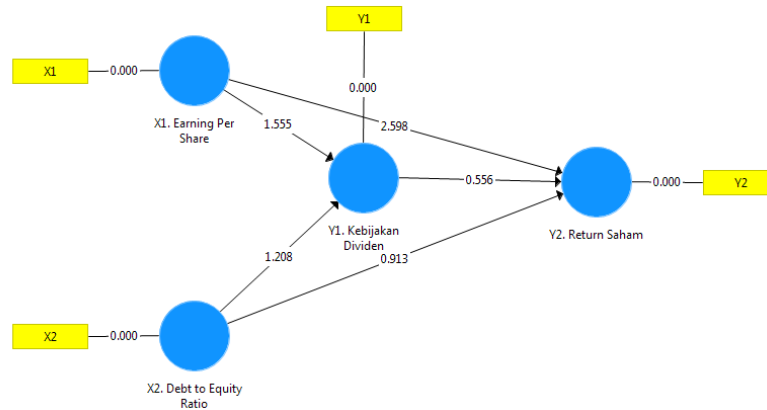 Y1
X1
0.000
X1. Earning Per
Share
0.000
1.555
2.598
0.556
0.000
Y2
Y1. Kebijakan
Dividen
Y2. Return Saham
1.208
0.913
X2
0.000
X2. Debt to Equity
Ratio